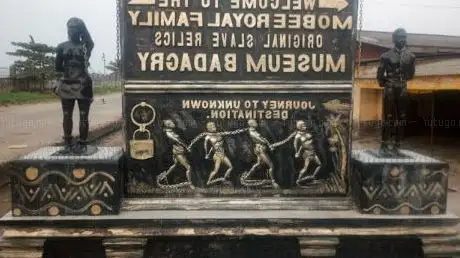 WELCOME TO THE
MOBEE ROYAL FAMILY
ORIGINAL SLAVE RELICS
MUSEUM BADAGRY
JOURNEY TO UNKNOWN
DESTINATION.